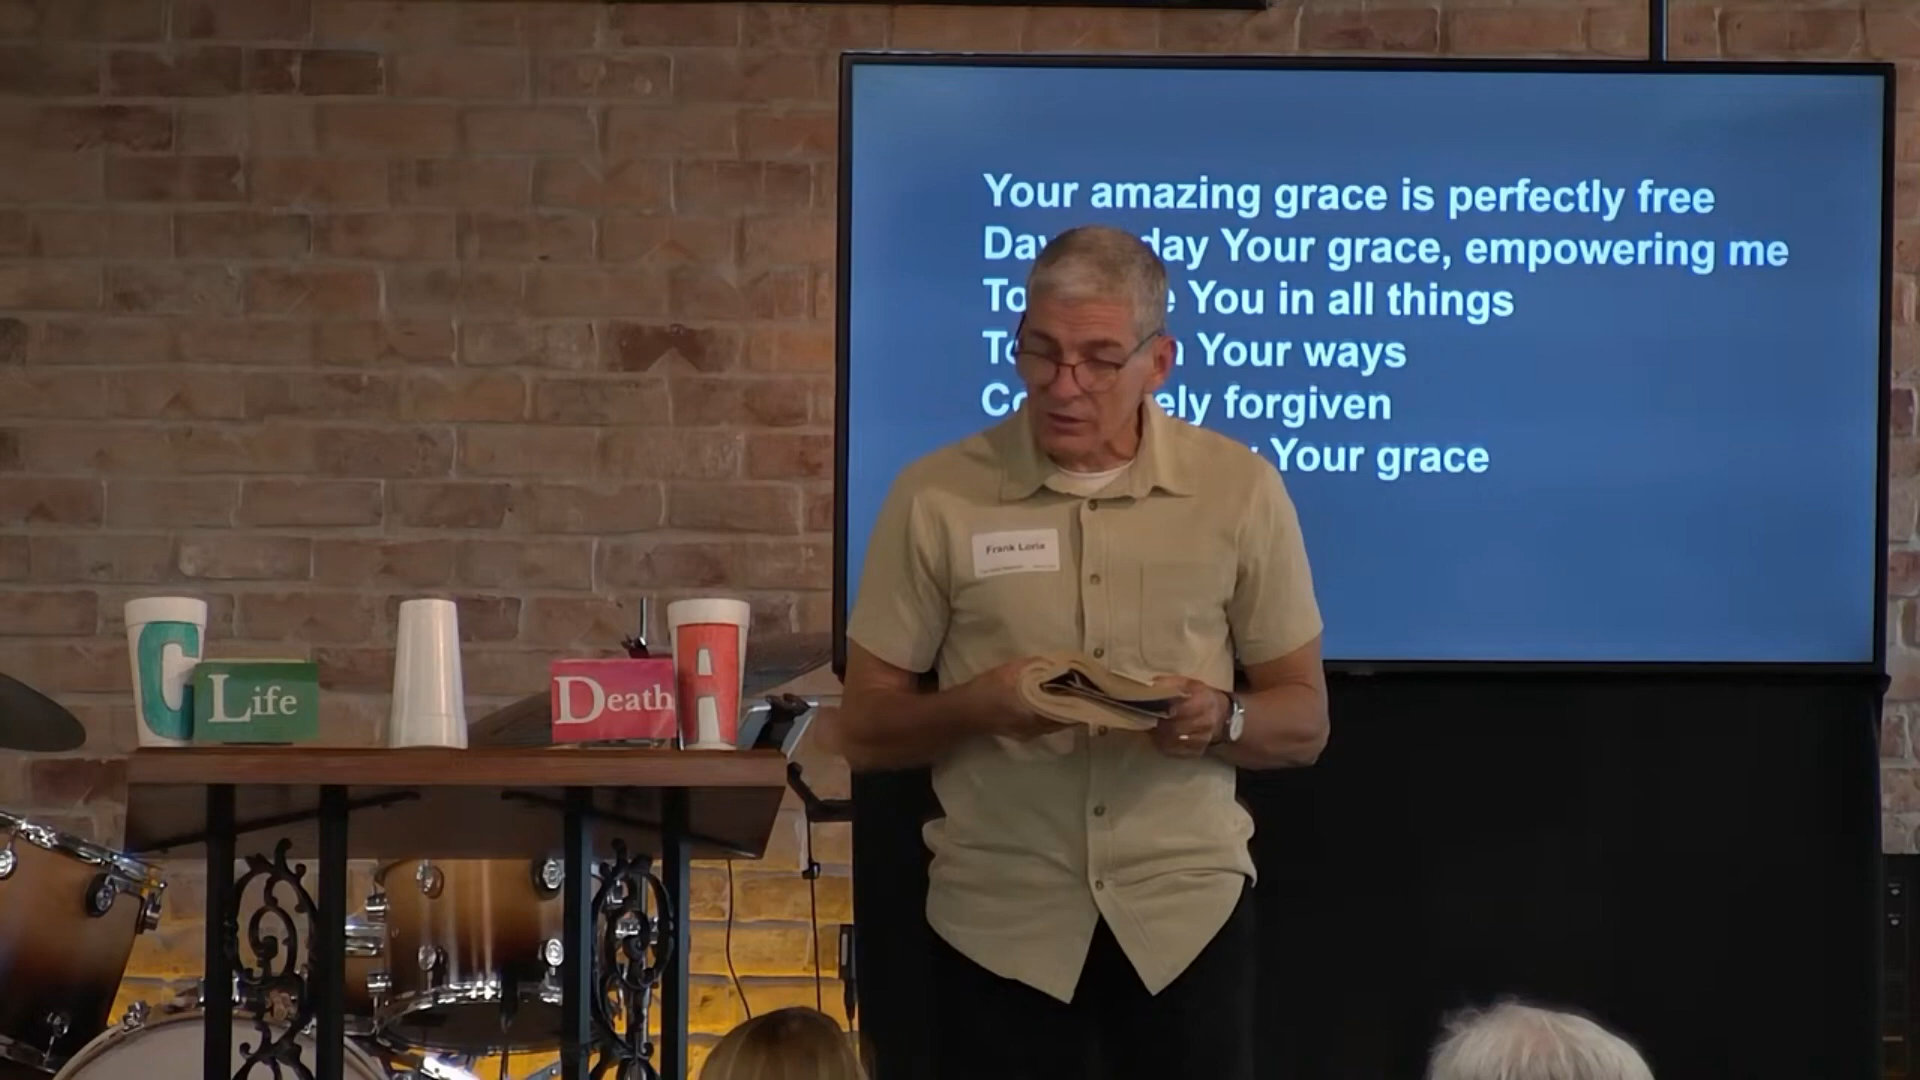 Your amazing grace is perfectly free
day Your grace, empowering me
You in all things
Your ways
forgiven
Your grace
Frank Loria
C
Life
Death
A